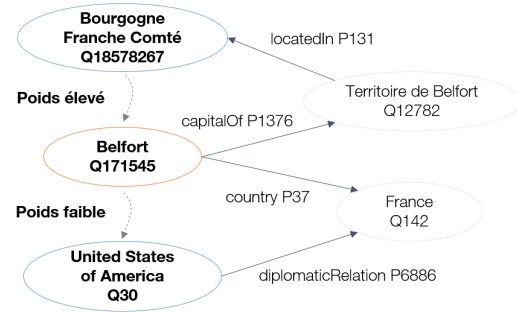 Bourgogne
Franche Comté
Q18578267
locatedIn P131
Poids élevé
Territoire de Belfort
Q12782
capitalOf P1376
Belfort
Q171545
country P37
France
Q142
Poids faible
United States
of America
Q30
diplomaticRelation P6886